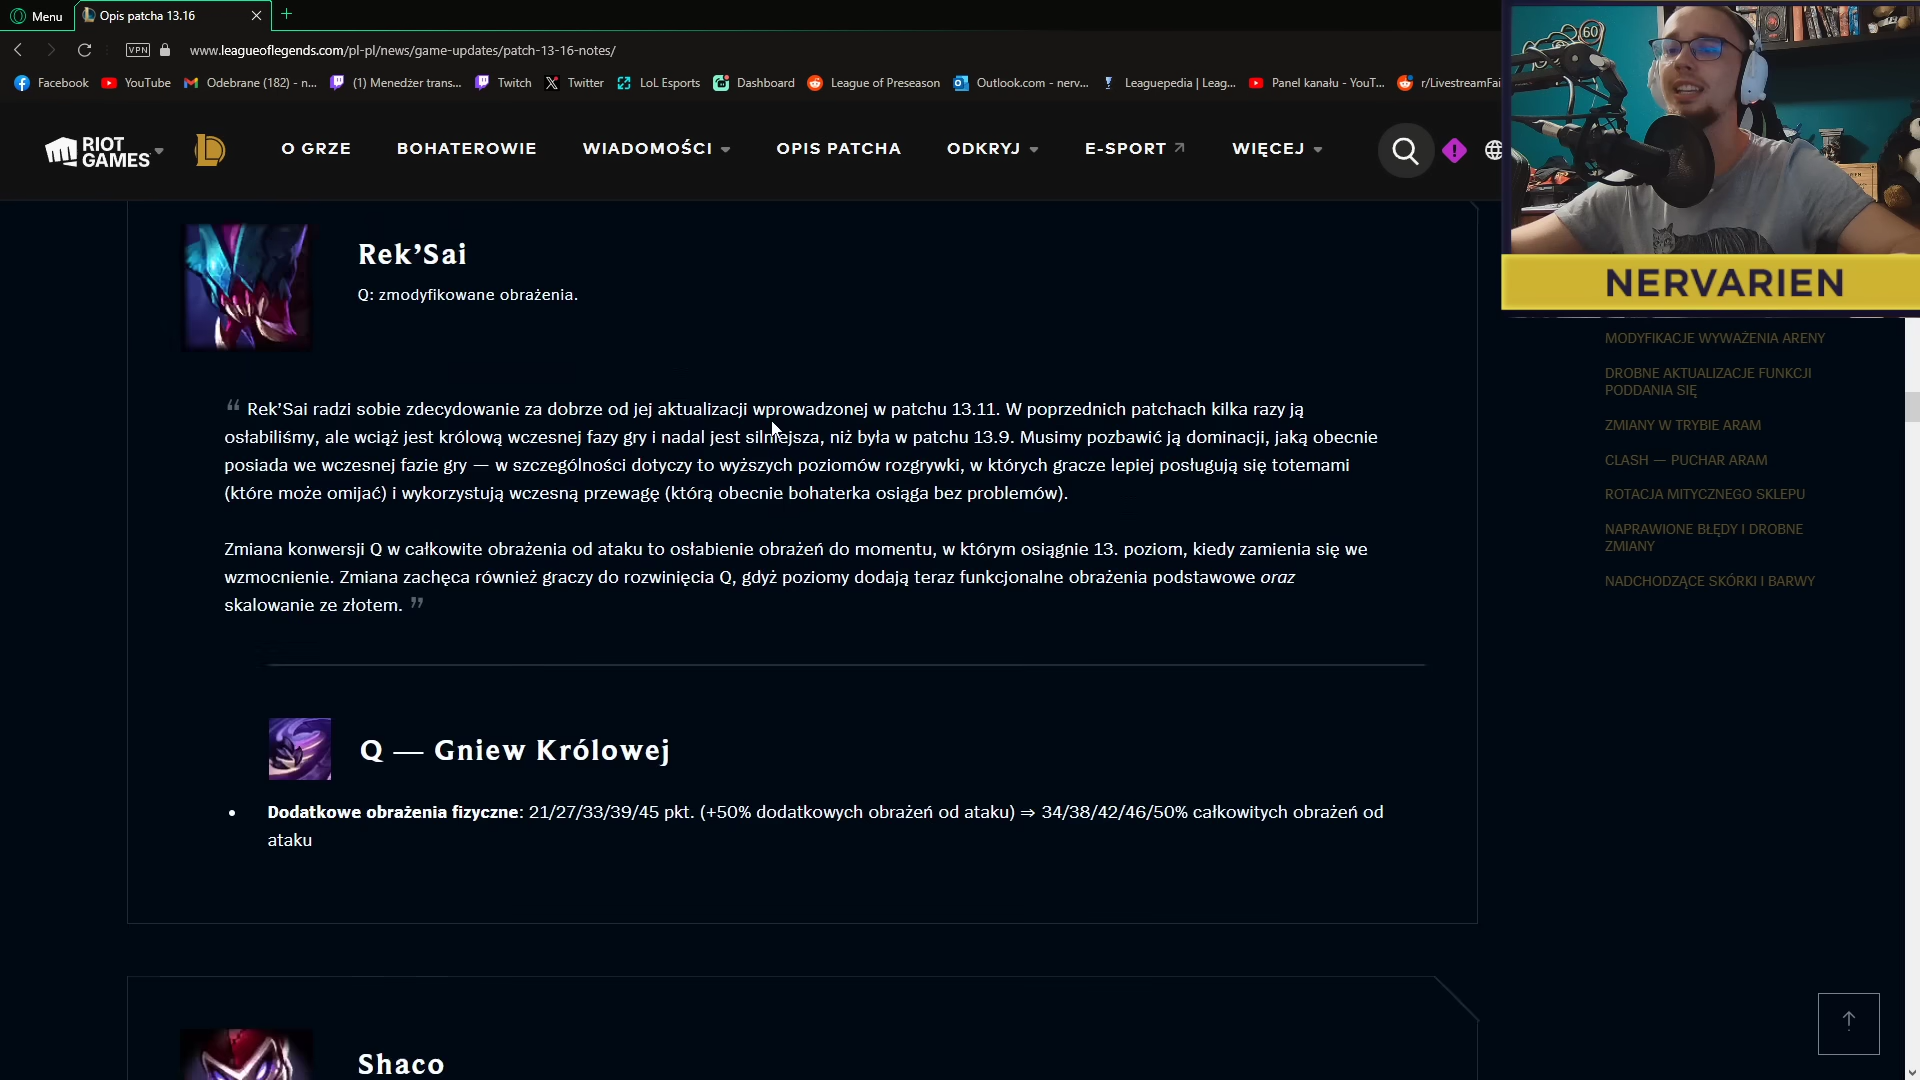 Menu
Opis patcha 13.16
VPN
www.leagueoflegends.com/pl-pl/news/game-updates/patch-13-16-notes/
Facebook
YouTube
Odebrane (182) - n...
(1) Menedżer trans...
Twitch
Twitter
LoL Esports
Dashboard
League of Preseason
Outlook.com - nerv...
Leaguepedia | Leag...
Panel kanału - YouT...
r/LivestreamFai
RIOT GAMES
O GRZE
BOHATEROWIE
WIADOMOŚCI
OPIS PATCHA
ODKRYJ
E-SPORT
WIĘCEJ
60
NERVARIEN
Rek’Sai
Q: zmodyfikowane obrażenia.
“ Rek’Sai radzi sobie zdecydowanie za dobrze od jej aktualizacji wprowadzonej w patchu 13.11. W poprzednich patchach kilka razy ją
osłabiliśmy, ale wciąż jest królową wczesnej fazy gry i nadal jest silniejsza, niż była w patchu 13.9. Musimy pozbawić ją dominacji, jaką obecnie
posiada we wczesnej fazie gry — w szczególności dotyczy to wyższych poziomów rozgrywki, w których gracze lepiej posługują się totemami
(które może omijać) i wykorzystują wczesną przewagę (którą obecnie bohaterka osiąga bez problemów).
Zmiana konwersji Q w całkowite obrażenia od ataku to osłabienie obrażeń do momentu, w którym osiągnie 13. poziom, kiedy zamienia się we
wzmocnienie. Zmiana zachęca również graczy do rozwinięcia Q, gdyż poziomy dodają teraz funkcjonalne obrażenia podstawowe oraz
skalowanie ze złotem. ”
Q — Gniew Królowej
• Dodatkowe obrażenia fizyczne: 21/27/33/39/45 pkt. (+50% dodatkowych obrażeń od ataku) ⇒ 34/38/42/46/50% całkowitych obrażeń od
ataku
Shaco
MODYFIKACJE WYWAŻENIA ARENY
DROBNE AKTUALIZACJE FUNKCJI
PODDANIA SIĘ
ZMIANY W TRYBIE ARAM
CLASH — PUCHAR ARAM
ROTACJA MITYCZNEGO SKLEPU
NAPRAWIONE BŁĘDY I DROBNE
ZMIANY
NADCHODZĄCE SKÓRKI I BARWY